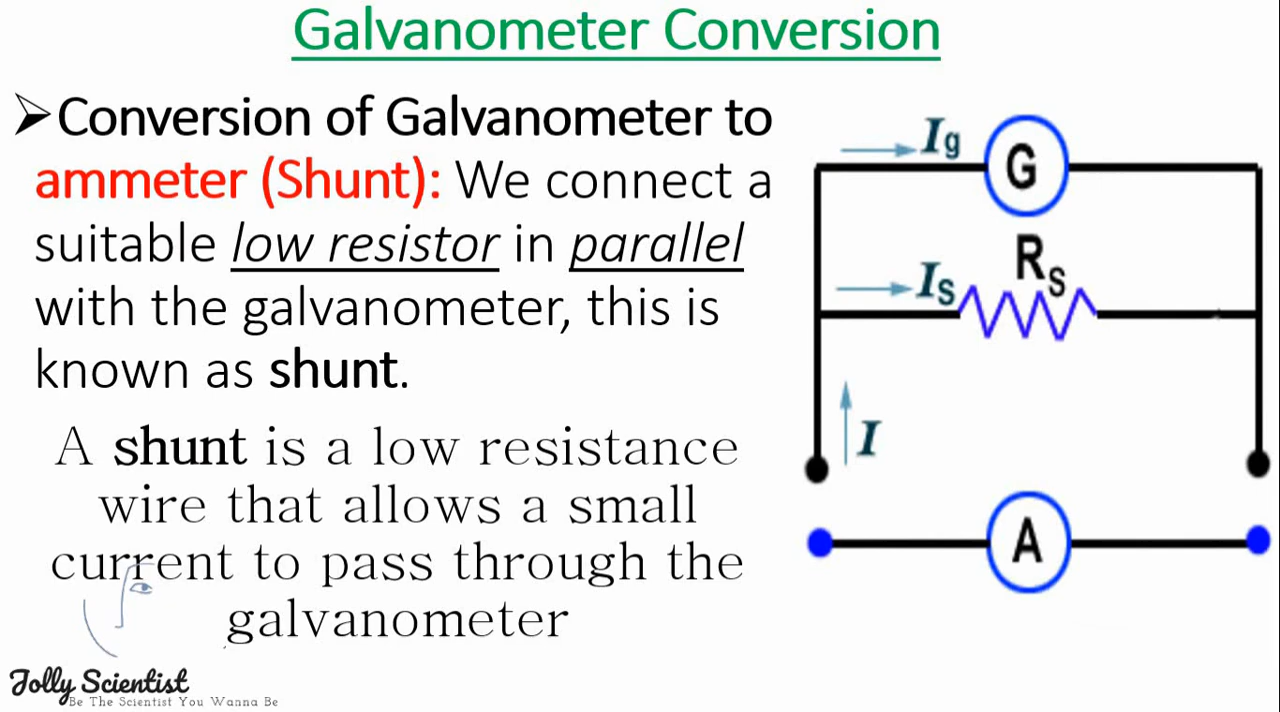 Galvanometer Conversion
➢Conversion of Galvanometer to
ammeter (Shunt): We connect a
suitable low resistor in parallel
with the galvanometer, this is
known as shunt.
A shunt is a low resistance
wire that allows a small
current to pass through the
galvanometer
Ig
G
Rs
Is
I
A
Jolly Scientist
Be The Scientist You Wanna Be